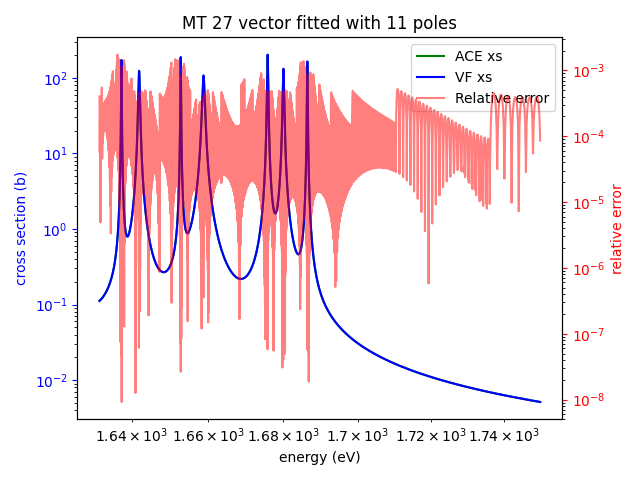 MT 27 vector fitted with 11 poles
ACE xs
VF xs
Relative error
cross section (b)
10²
10¹
10⁰
10⁻¹
10⁻²
relative error
10⁻³
10⁻⁴
10⁻⁵
10⁻⁶
10⁻⁷
10⁻⁸
1.64 × 10³ 1.66 × 10³ 1.68 × 10³ 1.7 × 10³ 1.72 × 10³ 1.74 × 10³
energy (eV)